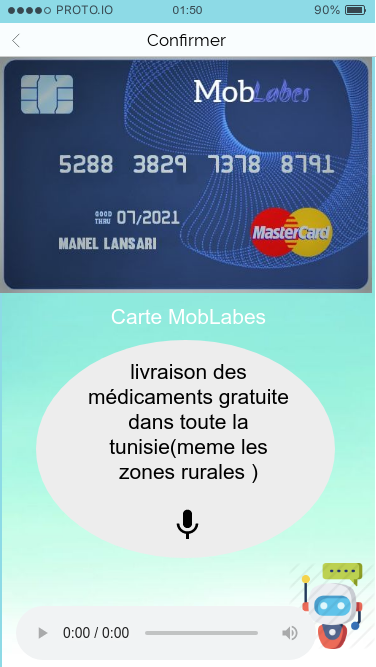 PROTO.IO 01:50 90%
Confirmer
MobLabes
5288 3829 7378 8791
GOOD THRU 07/2021
MANEL LANSARI
MasterCard
Carte MobLabes
livraison des
médicaments gratuite
dans toute la
tunisie(meme les
zones rurales )
0:00 / 0:00